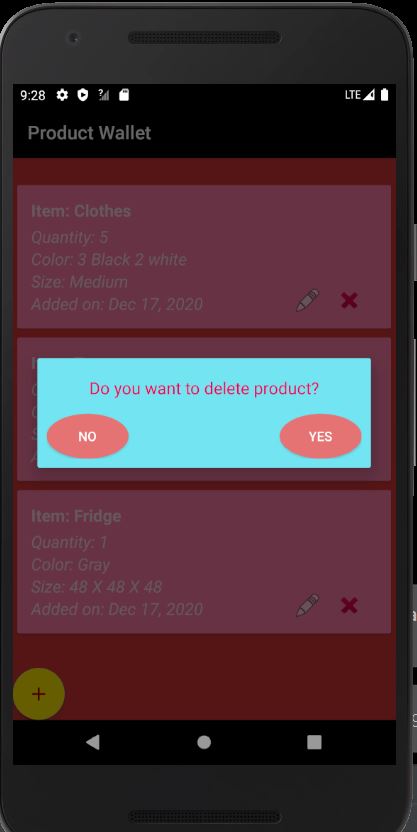 9:28 LTE
Product Wallet
Item: Clothes
Quantity: 5
Color: 3 Black 2 white
Size: Medium
Added on: Dec 17, 2020
Do you want to delete product?
NO YES
Item: Fridge
Quantity: 1
Color: Gray
Size: 48 X 48 X 48
Added on: Dec 17, 2020
+